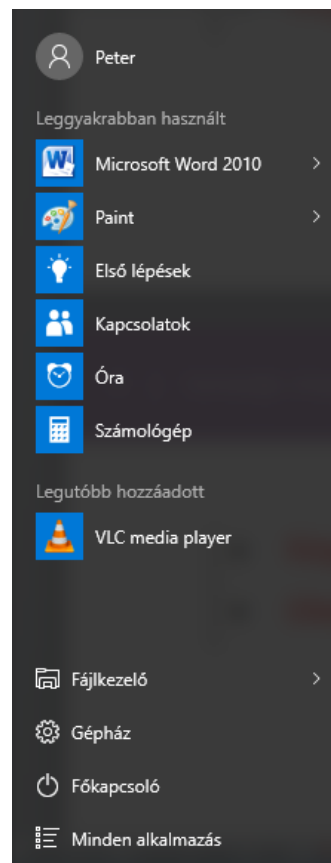 Peter
Leggyakrabban használt
Microsoft Word 2010
Paint
Első lépések
Kapcsolatok
Óra
Számológép
Legutóbb hozzáadott
VLC media player
Fájlkezelő
Gépház
Főkapcsoló
Minden alkalmazás